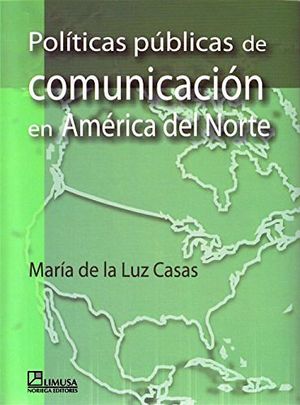 Políticas públicas de
comunicación
en América del Norte
María de la Luz Casas
LIMUSA
NORIEGA EDITORES